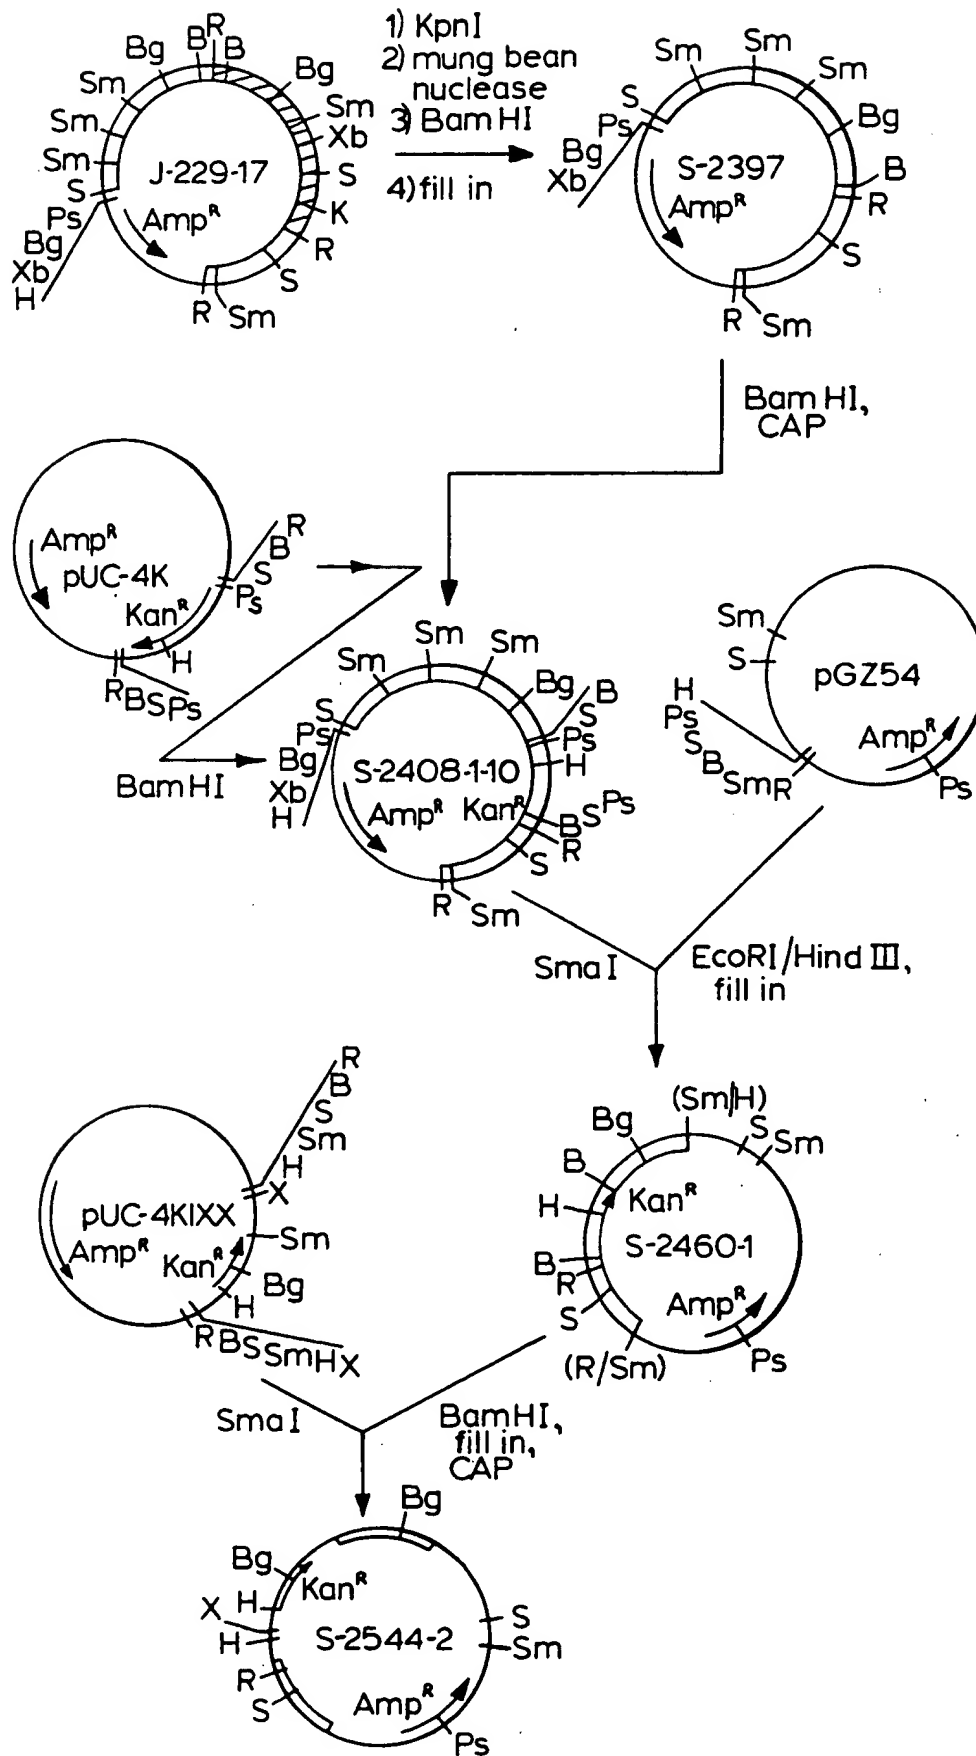 1) KpnI
2) mung bean
nuclease
3) Bam HI
4) fill in
J-229-17
Amp^R
R
B
B
Bg
Bg
Sm
Sm
Sm
Sm
Xb
S
K
R
S
Sm
R
S
Ps
Bg
Xb
H
S-2397
Amp^R
Sm
Sm
Sm
Bg
B
R
S
Sm
R
S
Ps
Bg
Xb
Bam HI,
CAP
pUC-4K
Amp^R
Kan^R
R
B
S
Ps
H
R B S Ps
BamHI
S-2408-1-10
Amp^R
Kan^R
Sm
Sm
Sm
Bg
B
S
Ps
H
Ps
S
B
R
S
Sm
R
S
Ps
Bg
Xb
H
pGZ54
Amp^R
Sm
S
H
Ps
S
B
Sm
R
Ps
Sma I
EcoRI/Hind III,
fill in
S-2460-1
Kan^R
Amp^R
(Sm/H)
S
Sm
Bg
B
H
B
R
S
(R/Sm)
Ps
pUC-4KIXX
Amp^R
Kan^R
R
B
S
Sm
H
X
Sm
Bg
H
R B S Sm H X
Sma I
BamHI,
fill in,
CAP
S-2544-2
Kan^R
Amp^R
Bg
Bg
H
X
H
R
S
S
Sm
Ps